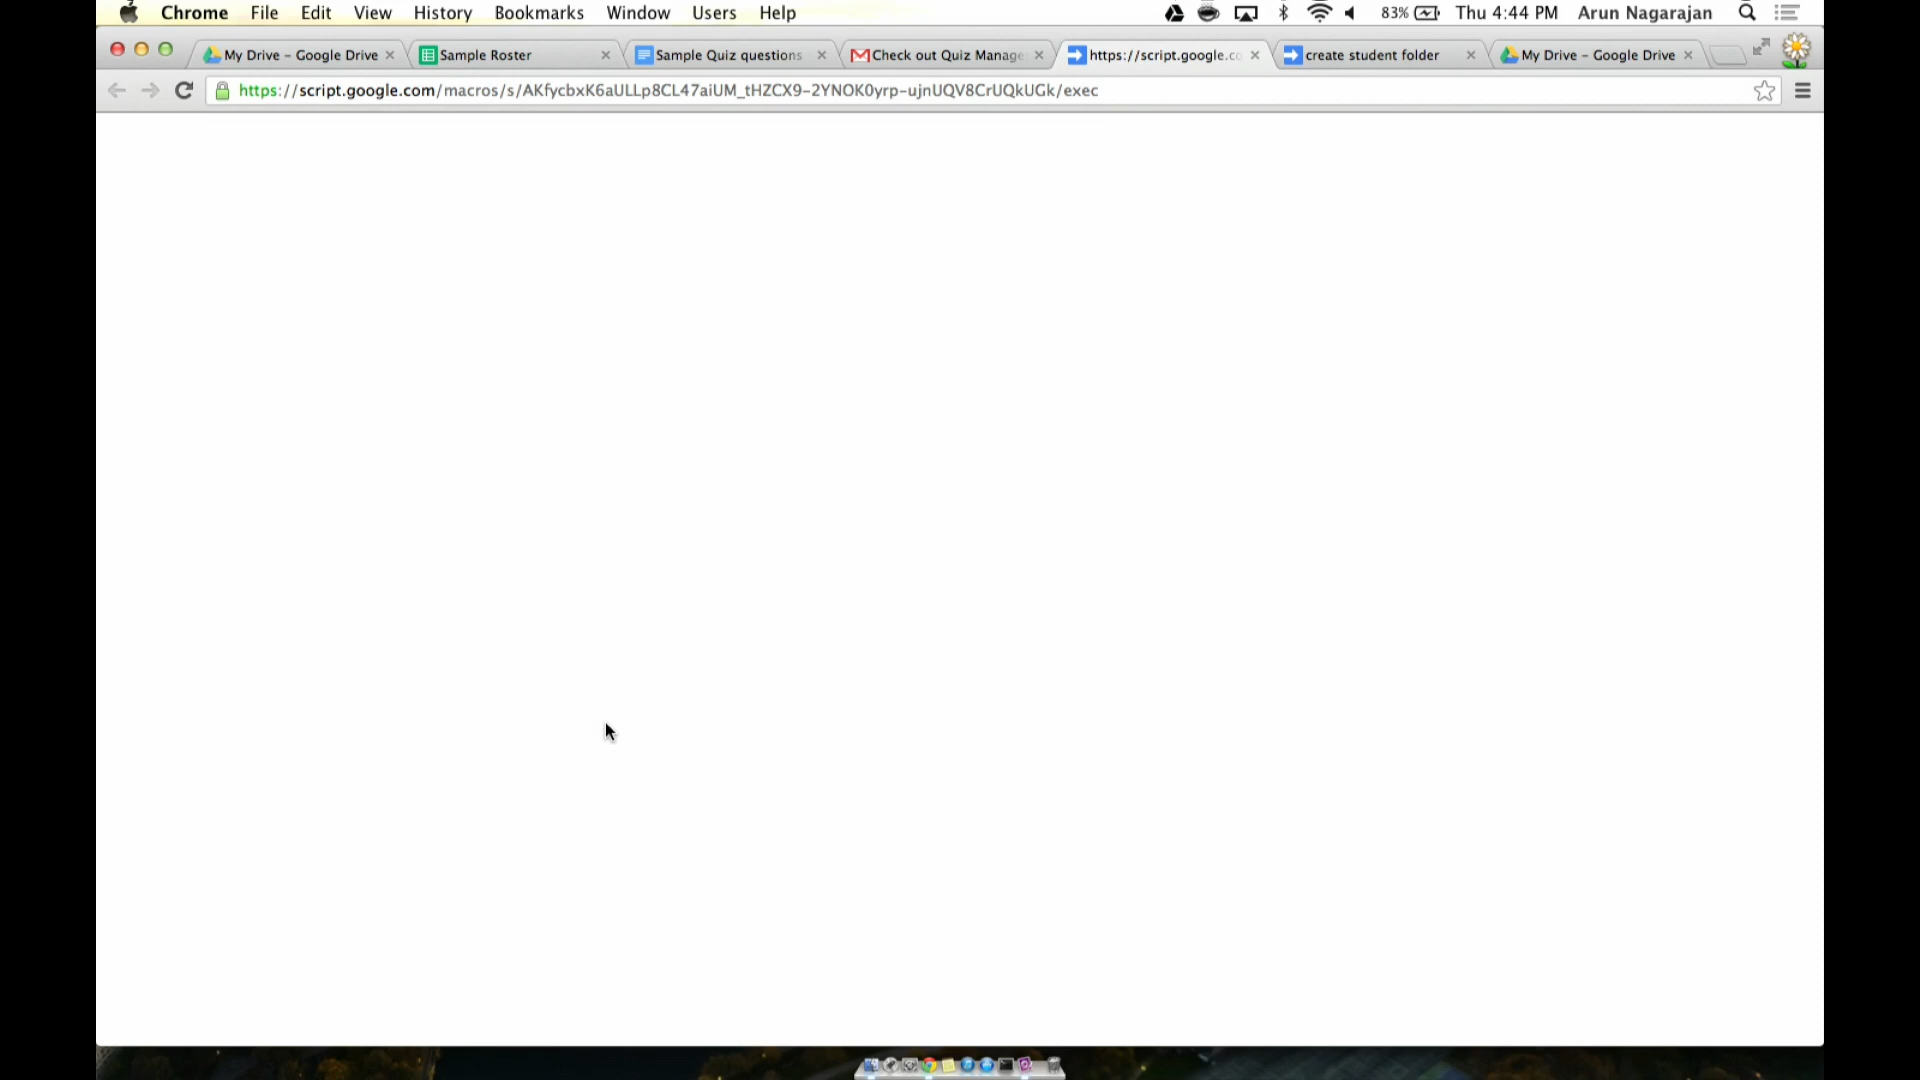 Chrome File Edit View History Bookmarks Window Users Help 83% Thu 4:44 PM Arun Nagarajan
My Drive – Google Drive Sample Roster Sample Quiz questions Check out Quiz Manage https://script.google.co create student folder My Drive – Google Drive
https://script.google.com/macros/s/AKfycbxK6aULLp8CL47aiUM_tHZCX9-2YNOK0yrp-ujnUQV8CrUQkUGk/exec